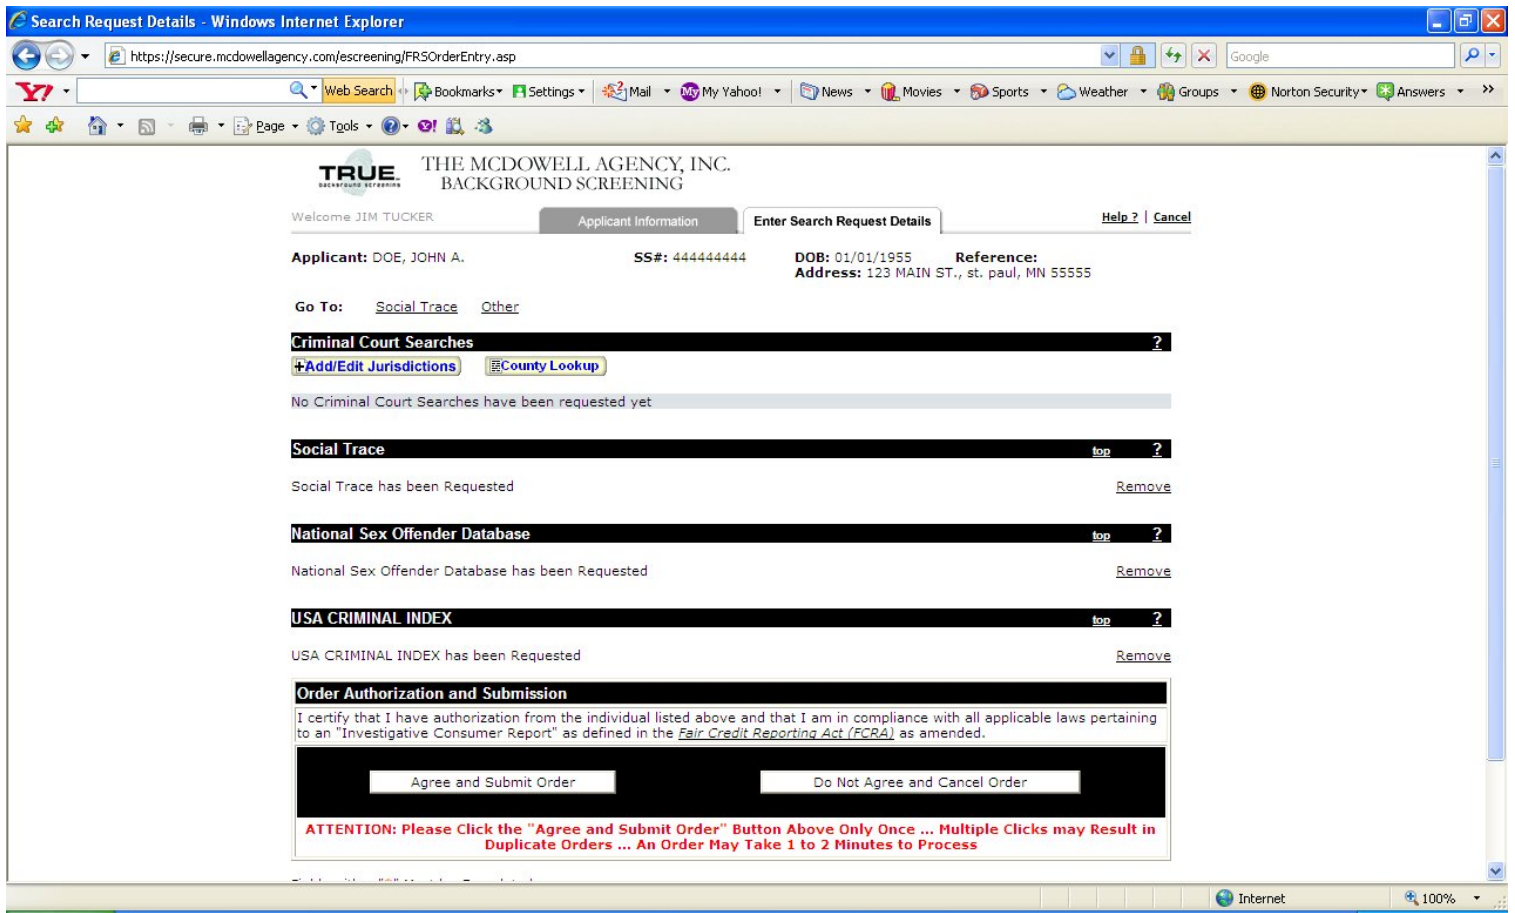 Search Request Details - Windows Internet Explorer
https://secure.mcdowellagency.com/escreening/FRSOrderEntry.asp
Google
Y! Web Search Bookmarks Settings Mail My My Yahoo! News Movies Sports Weather Groups Norton Security Answers
Page Tools
TRUE
background screening
THE MCDOWELL AGENCY, INC.
BACKGROUND SCREENING
Welcome JIM TUCKER Applicant Information Enter Search Request Details Help ? | Cancel
Applicant: DOE, JOHN A. SS#: 444444444 DOB: 01/01/1955 Reference:
Address: 123 MAIN ST., st. paul, MN 55555
Go To: Social Trace Other
Criminal Court Searches ?
Add/Edit Jurisdictions County Lookup
No Criminal Court Searches have been requested yet
Social Trace top ?
Social Trace has been Requested Remove
National Sex Offender Database top ?
National Sex Offender Database has been Requested Remove
USA CRIMINAL INDEX top ?
USA CRIMINAL INDEX has been Requested Remove
Order Authorization and Submission
I certify that I have authorization from the individual listed above and that I am in compliance with all applicable laws pertaining
to an "Investigative Consumer Report" as defined in the Fair Credit Reporting Act (FCRA) as amended.
Agree and Submit Order Do Not Agree and Cancel Order
ATTENTION: Please Click the "Agree and Submit Order" Button Above Only Once ... Multiple Clicks may Result in
Duplicate Orders ... An Order May Take 1 to 2 Minutes to Process
Internet 100%